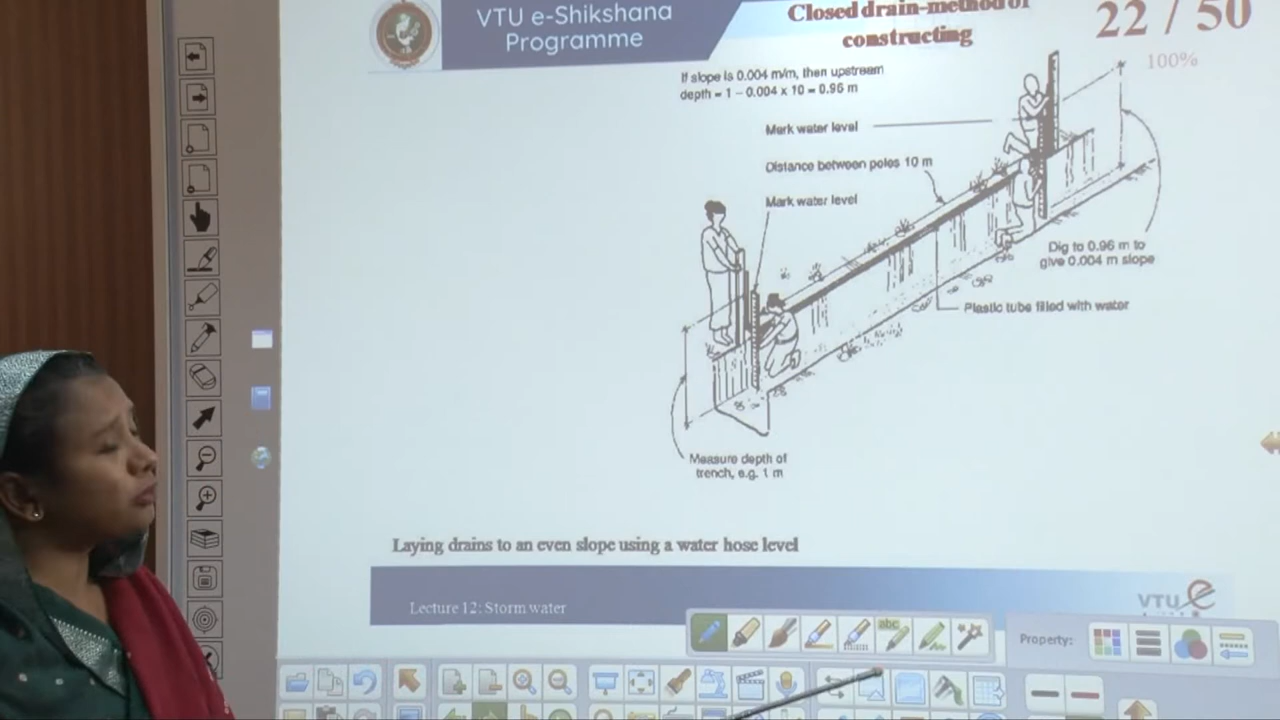 VTU e-Shikshana
Programme
Closed drain-method of
constructing
22 / 50
100%
If slope is 0.004 m/m, then upstream
depth = 1 - 0.004 x 10 = 0.96 m
Mark water level
Distance between poles 10 m
Mark water level
Dig to 0.96 m to
give 0.004 m slope
Plastic tube filled with water
Measure depth of
trench, e.g. 1 m
Laying drains to an even slope using a water hose level
Lecture 12: Storm water
VTU e
abc
Property: